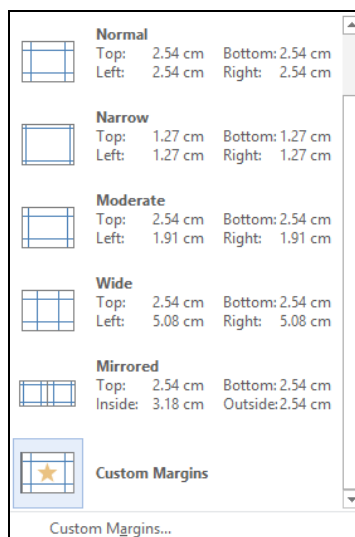 Normal
Top: 2.54 cm Bottom: 2.54 cm
Left: 2.54 cm Right: 2.54 cm
Narrow
Top: 1.27 cm Bottom: 1.27 cm
Left: 1.27 cm Right: 1.27 cm
Moderate
Top: 2.54 cm Bottom: 2.54 cm
Left: 1.91 cm Right: 1.91 cm
Wide
Top: 2.54 cm Bottom: 2.54 cm
Left: 5.08 cm Right: 5.08 cm
Mirrored
Top: 2.54 cm Bottom: 2.54 cm
Inside: 3.18 cm Outside: 2.54 cm
Custom Margins
Custom Margins...